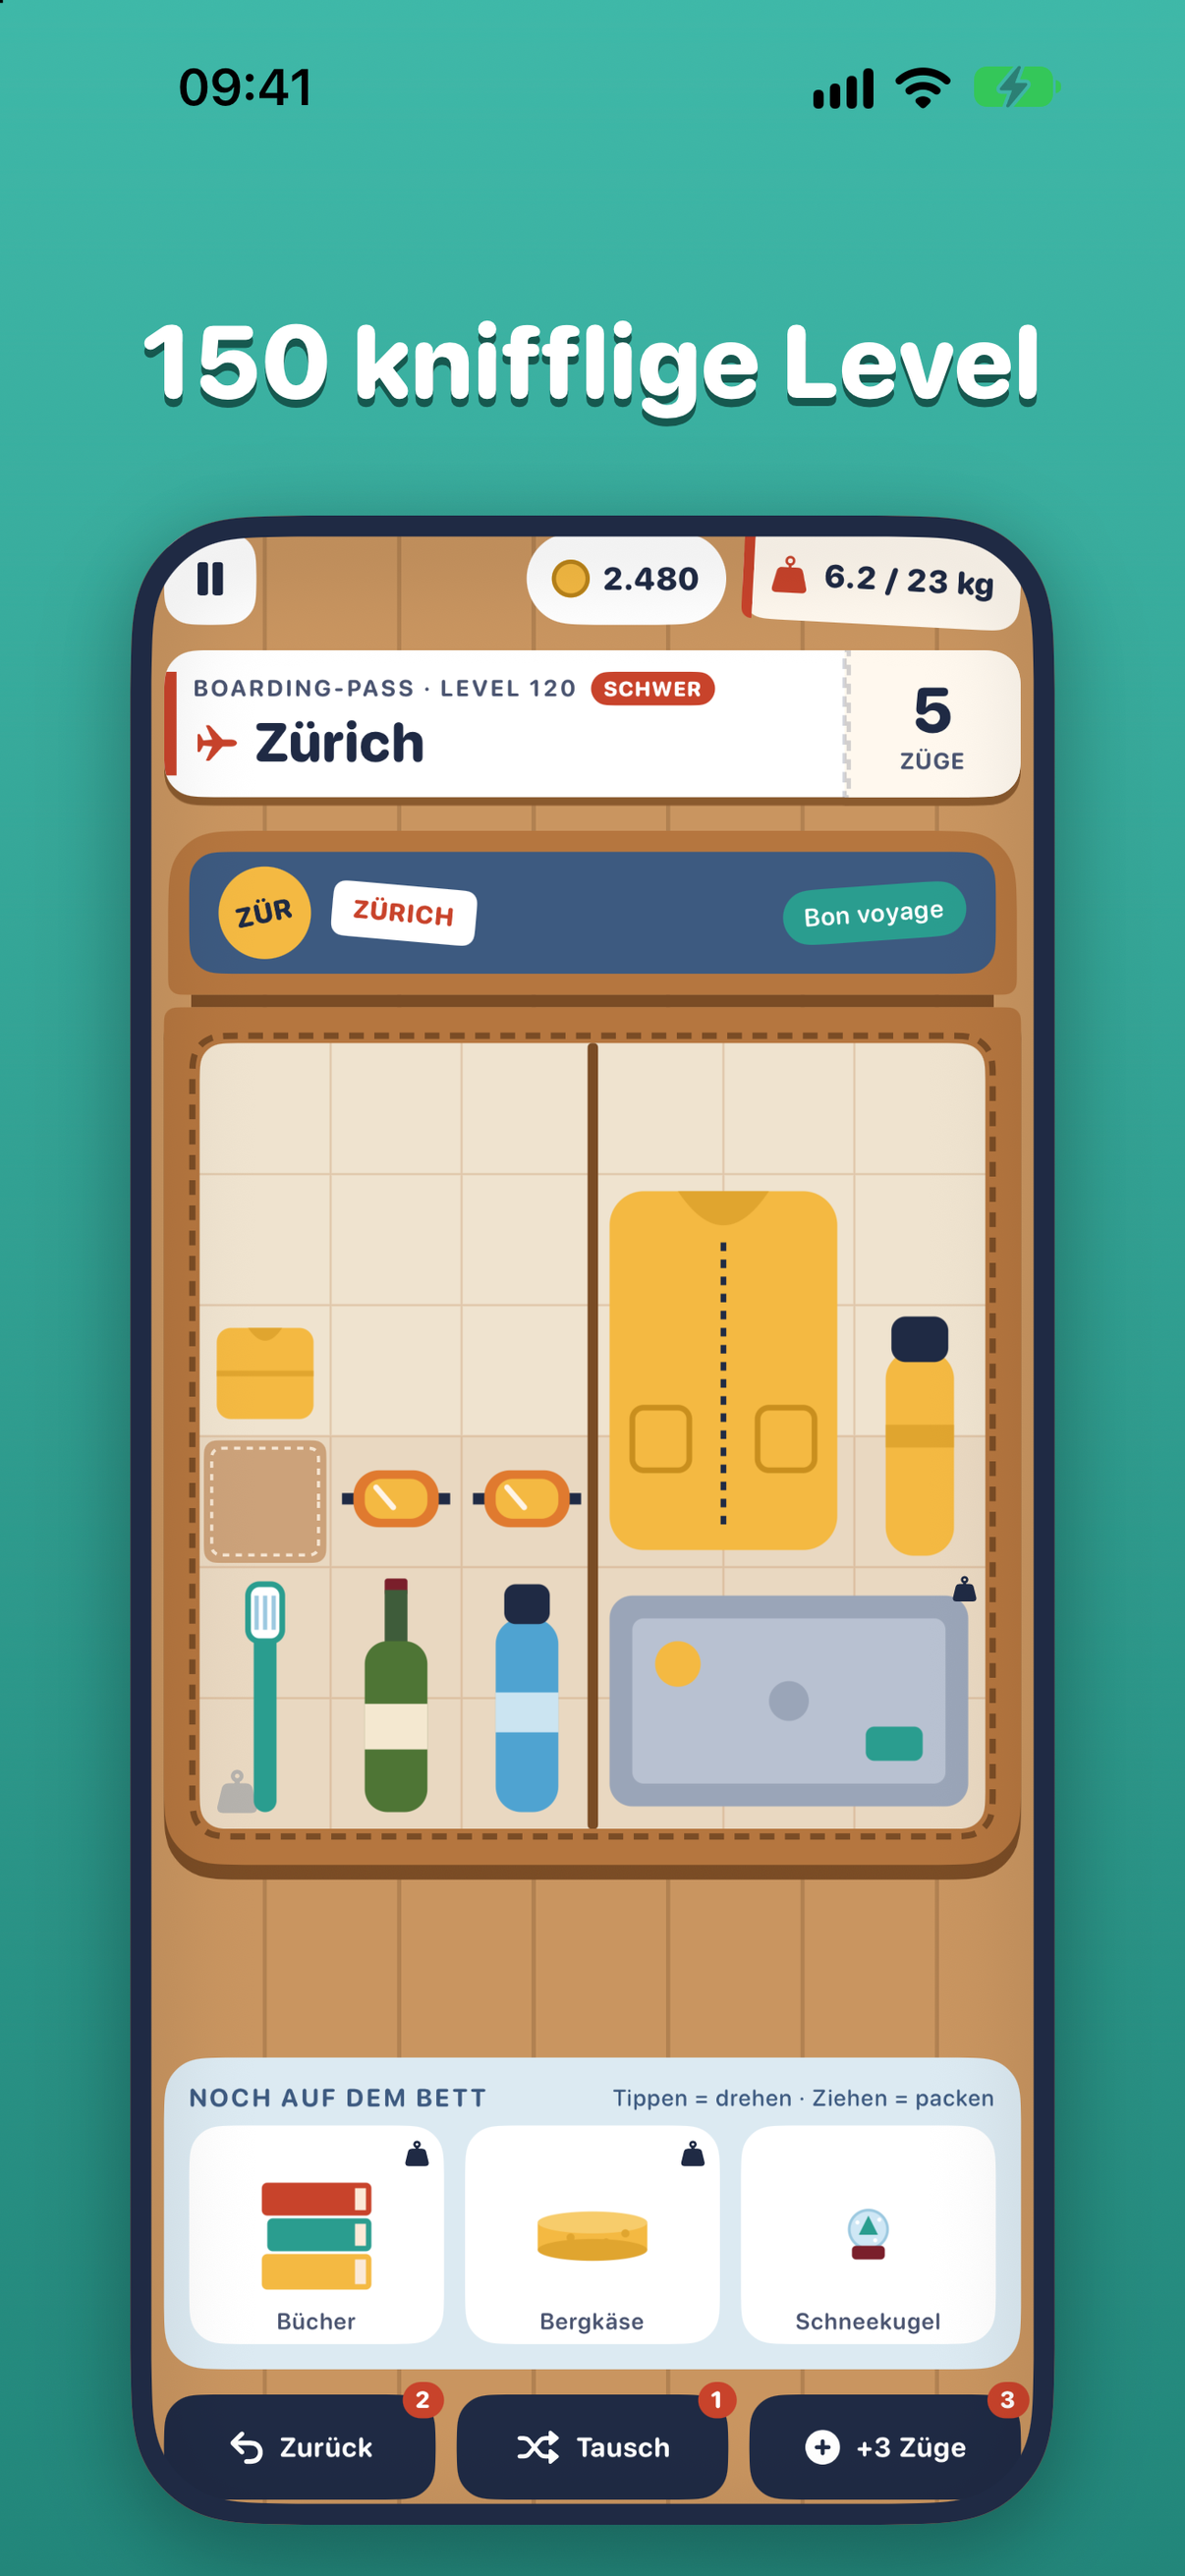 09:41
150 knifflige Level
2.480
6.2 / 23 kg
BOARDING-PASS · LEVEL 120 SCHWER
Zürich
5
ZÜGE
ZÜR
ZÜRICH
Bon voyage
NOCH AUF DEM BETT
Tippen = drehen · Ziehen = packen
Bücher
Bergkäse
Schneekugel
2
1
3
Zurück
Tausch
+3 Züge